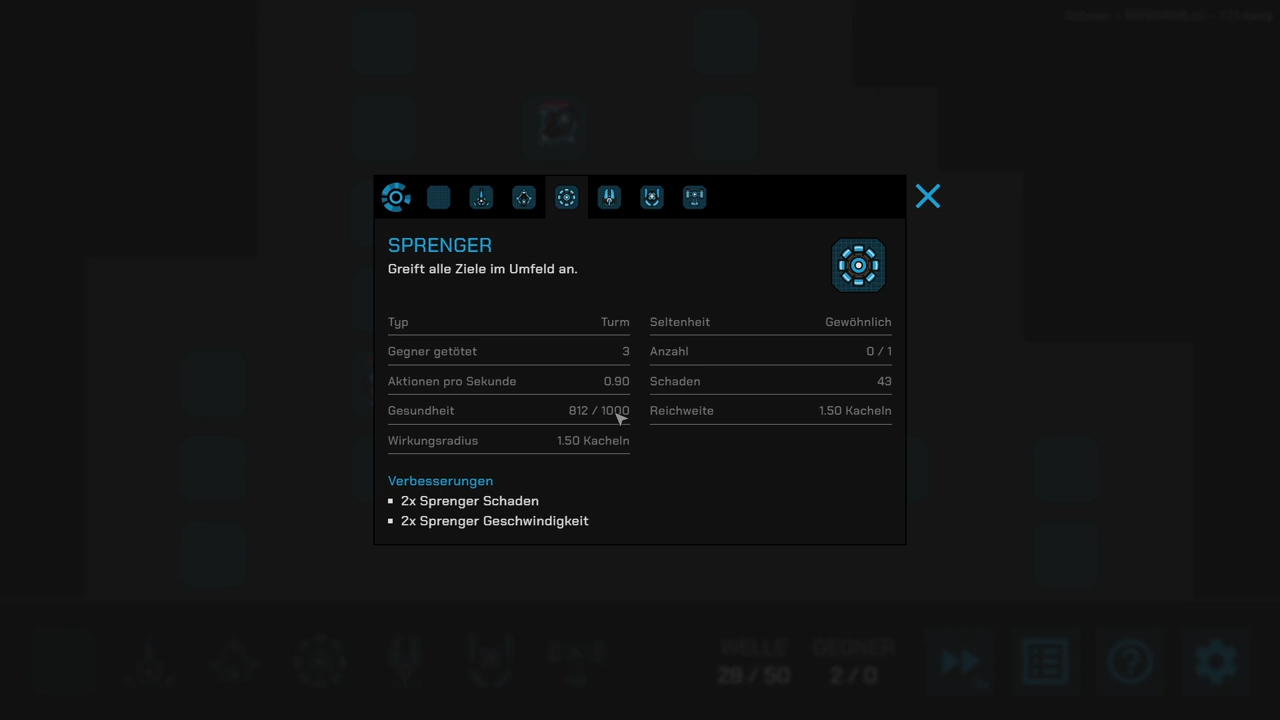 SPRENGER
Greift alle Ziele im Umfeld an.
Typ Turm
Seltenheit Gewöhnlich
Gegner getötet 3
Anzahl 0 / 1
Aktionen pro Sekunde 0.90
Schaden 43
Gesundheit 812 / 1000
Reichweite 1.50 Kacheln
Wirkungsradius 1.50 Kacheln
Verbesserungen
2x Sprenger Schaden
2x Sprenger Geschwindigkeit
WELLE GEGNER
28 / 50 2 / 0